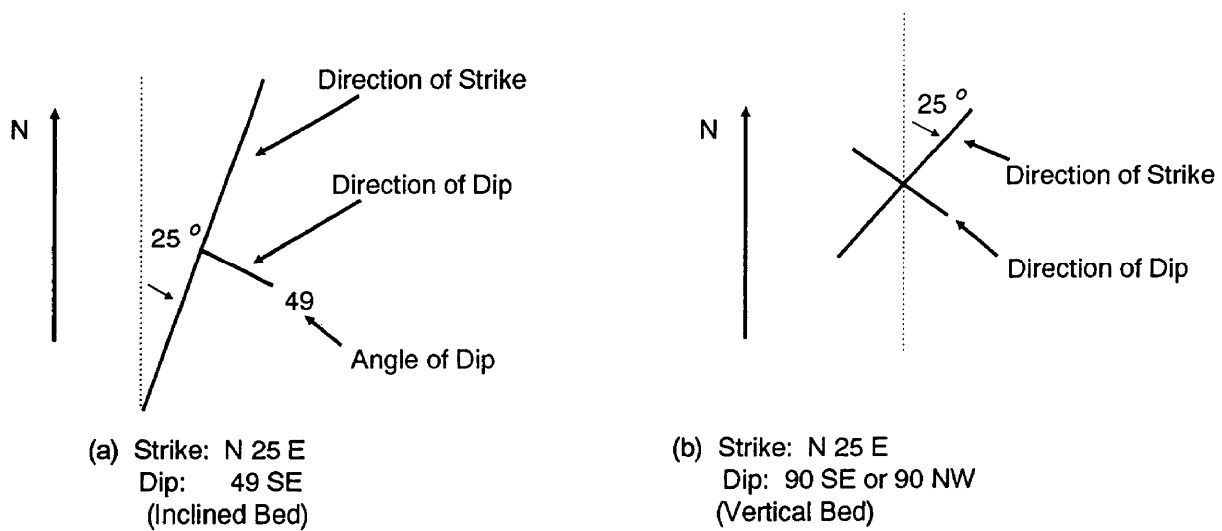 Direction of Strike
N
Direction of Dip
25 °
49
Angle of Dip
(a) Strike: N 25 E
Dip: 49 SE
(Inclined Bed)
25 °
N
Direction of Strike
Direction of Dip
(b) Strike: N 25 E
Dip: 90 SE or 90 NW
(Vertical Bed)